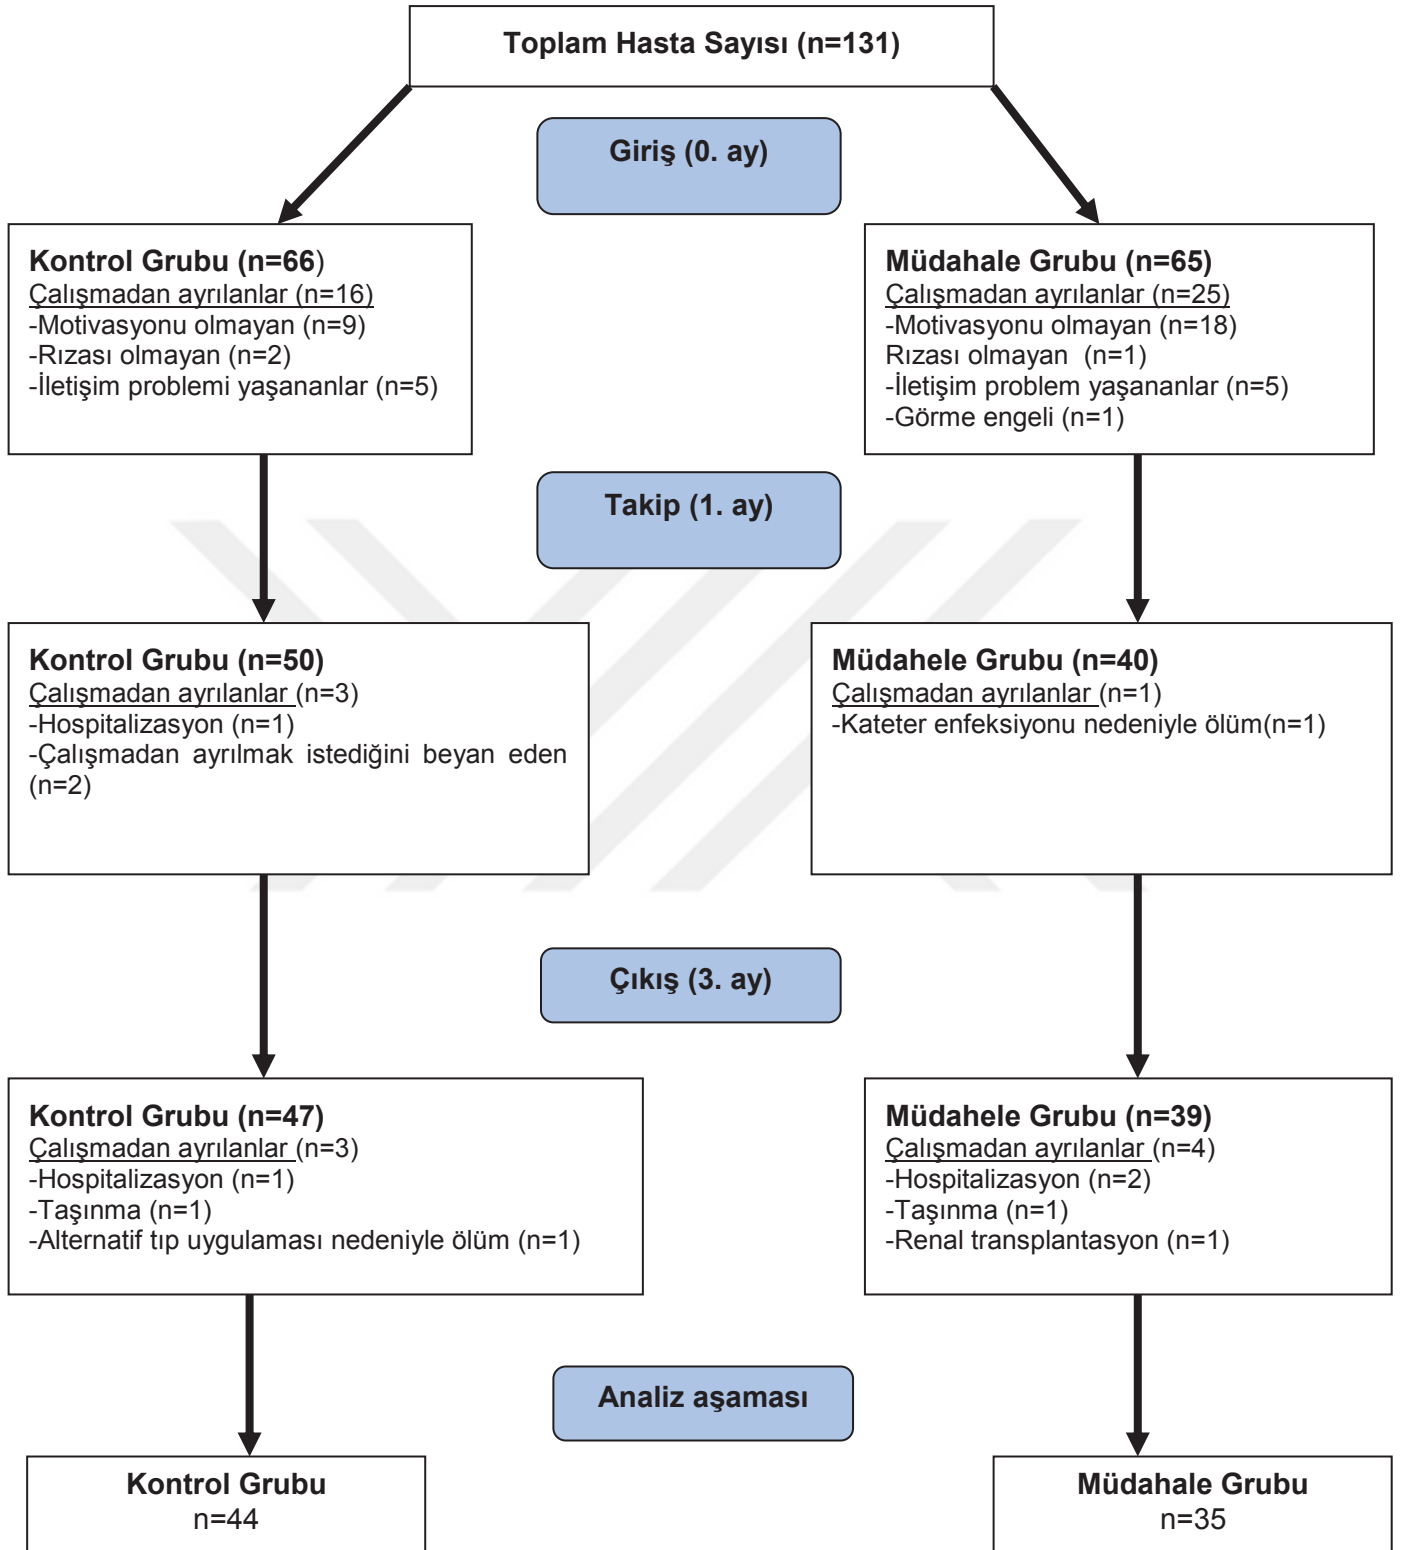 Toplam Hasta Sayısı (n=131)
Giriş (0. ay)
Kontrol Grubu (n=66)
Çalışmadan ayrılanlar (n=16)
-Motivasyonu olmayan (n=9)
-Rızası olmayan (n=2)
-İletişim problemi yaşananlar (n=5)
Müdahale Grubu (n=65)
Çalışmadan ayrılanlar (n=25)
-Motivasyonu olmayan (n=18)
Rızası olmayan  (n=1)
-İletişim problem yaşananlar (n=5)
-Görme engeli (n=1)
Takip (1. ay)
Kontrol Grubu (n=50)
Çalışmadan ayrılanlar (n=3)
-Hospitalizasyon (n=1)
-Çalışmadan ayrılmak istediğini beyan eden
(n=2)
Müdahele Grubu (n=40)
Çalışmadan ayrılanlar (n=1)
-Kateter enfeksiyonu nedeniyle ölüm(n=1)
Çıkış (3. ay)
Kontrol Grubu (n=47)
Çalışmadan ayrılanlar (n=3)
-Hospitalizasyon (n=1)
-Taşınma (n=1)
-Alternatif tıp uygulaması nedeniyle ölüm (n=1)
Müdahele Grubu (n=39)
Çalışmadan ayrılanlar (n=4)
-Hospitalizasyon (n=2)
-Taşınma (n=1)
-Renal transplantasyon (n=1)
Analiz aşaması
Kontrol Grubu
n=44
Müdahale Grubu
n=35